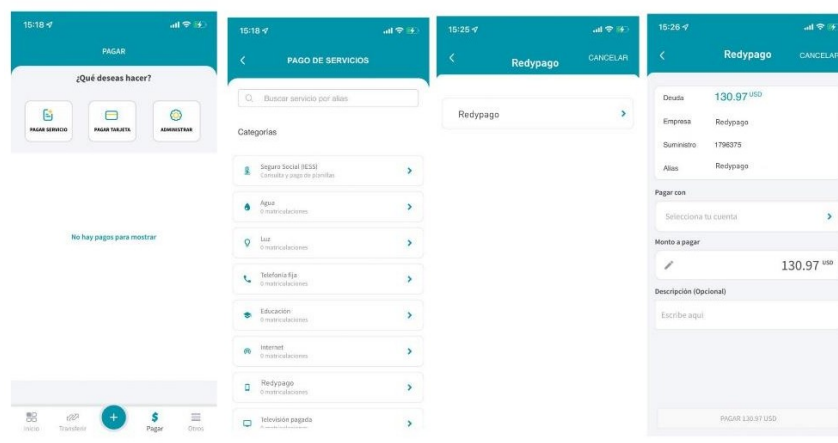 15:18
PAGAR
¿Qué deseas hacer?
PAGAR SERVICIO
PAGAR TARJETA
ADMINISTRAR
No hay pagos para mostrar
Inicio
Transferir
Pagar
Otros
15:18
PAGO DE SERVICIOS
Buscar servicio por alias
Categorías
Seguro Social (IESS)
Consulta y pago de planillas
Agua
0 matriculaciones
Luz
0 matriculaciones
Telefonía fija
0 matriculaciones
Educación
0 matriculaciones
Internet
0 matriculaciones
Redypago
0 matriculaciones
Televisión pagada
0 matriculaciones
15:25
Redypago
CANCELAR
Redypago
15:26
Redypago
CANCELAR
Deuda 130.97 USD
Empresa Redypago
Suministro 1796375
Alias Redypago
Pagar con
Selecciona tu cuenta
Monto a pagar
130.97 USD
Descripción (Opcional)
Escribe aquí
PAGAR 130.97 USD